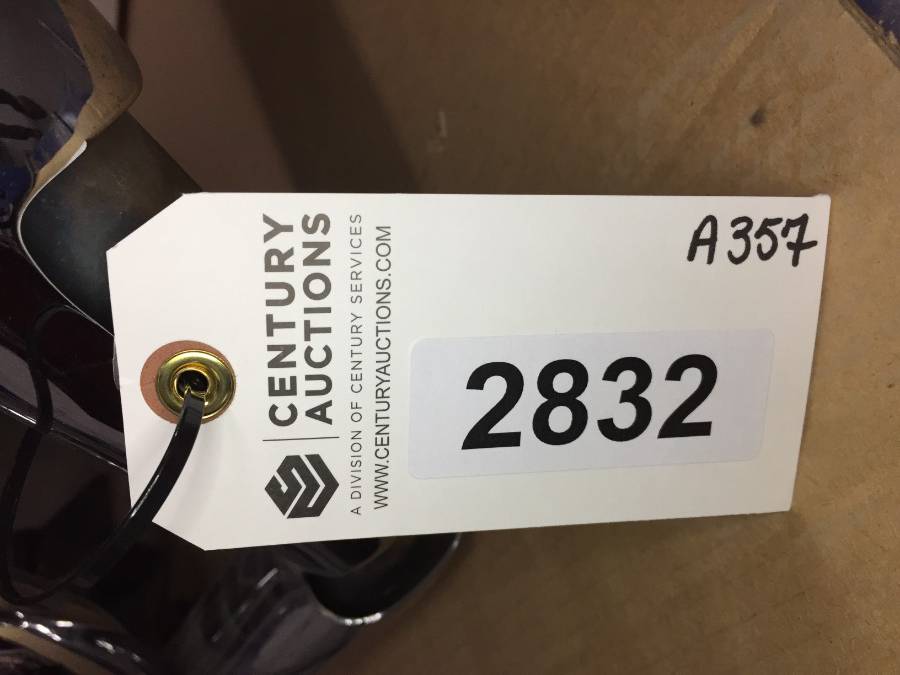 CENTURY
AUCTIONS
A DIVISION OF CENTURY SERVICES
WWW.CENTURYAUCTIONS.COM
A357
2832